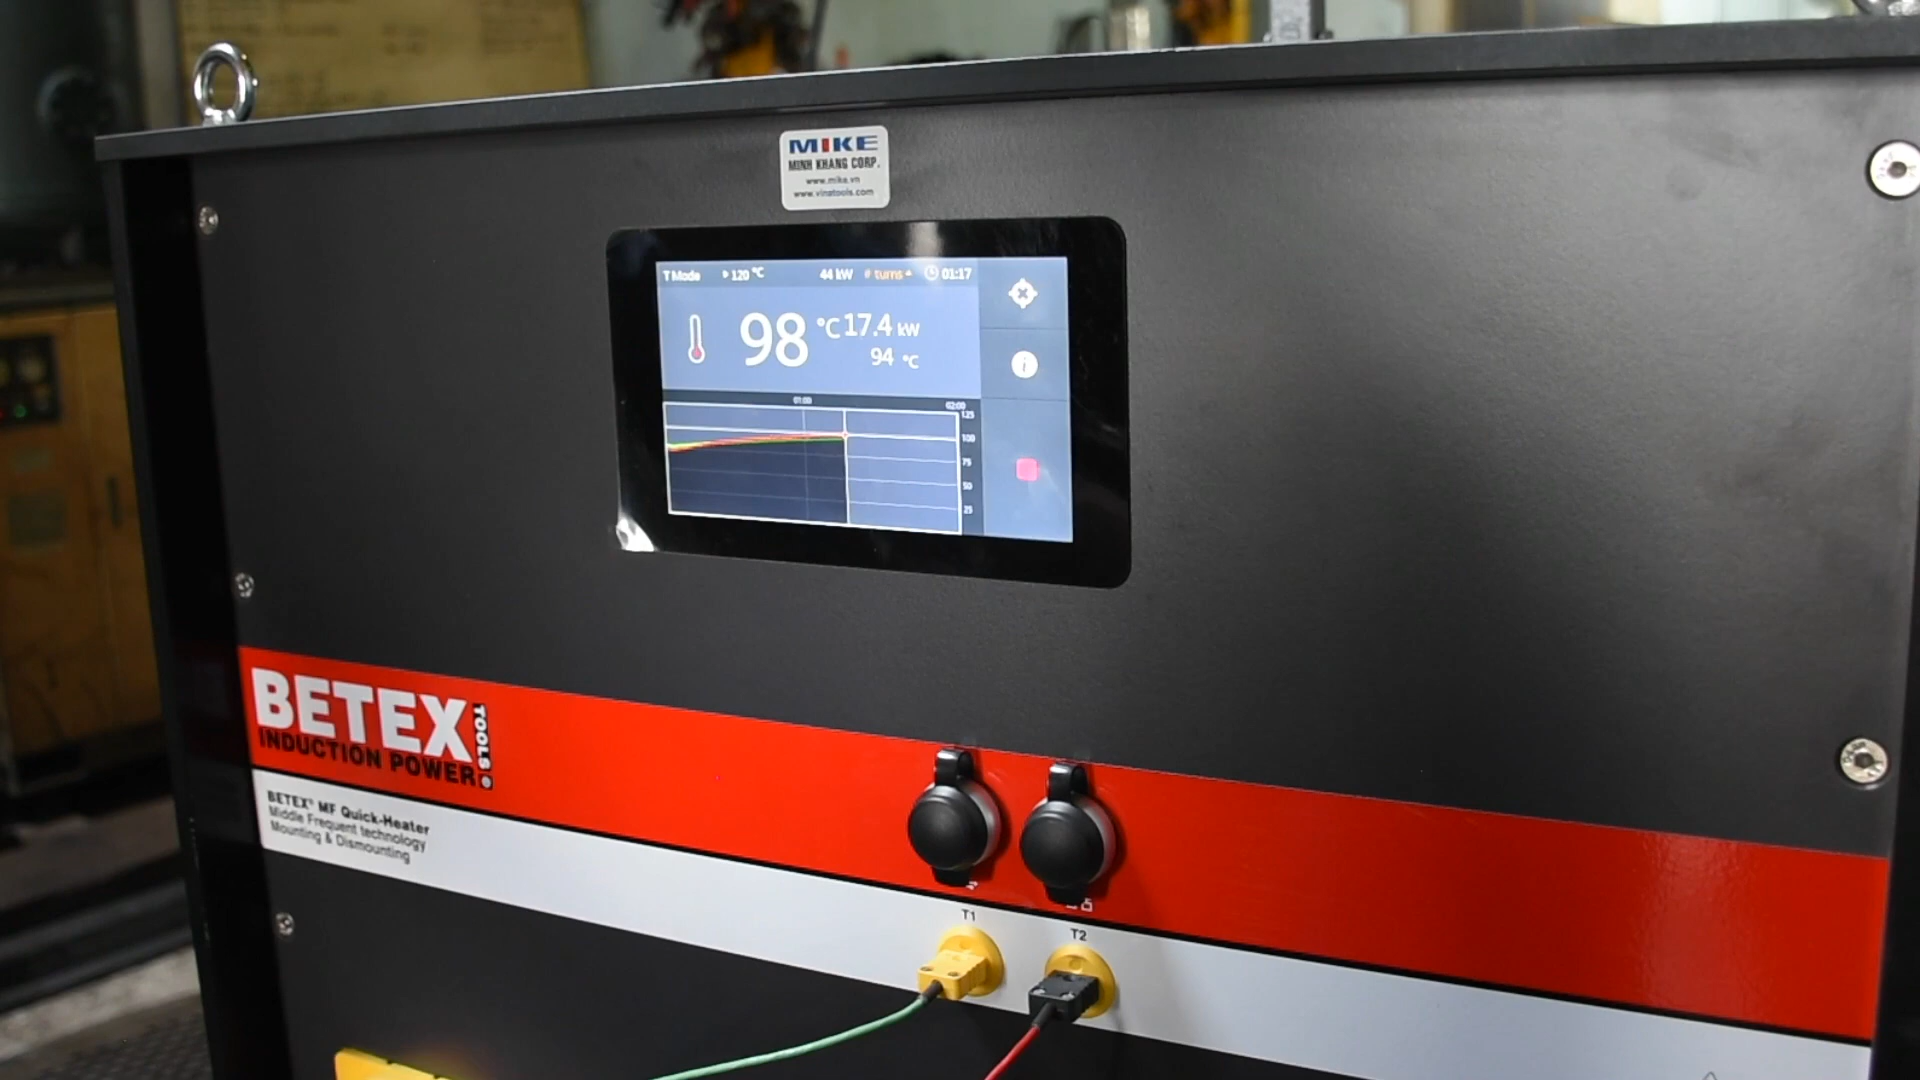 MIKE
MINH KHANG CORP.
www.mike.vn
www.vinatools.com
T Mode 120 °C 44 kW # turns 01:17
98 °C 17.4 kW
94 °C
01:00 02:00
125
100
75
50
25
BETEX TOOLS
INDUCTION POWER
BETEX® MF Quick-Heater
Middle Frequent technology
Mounting & Dismounting
T1
T2